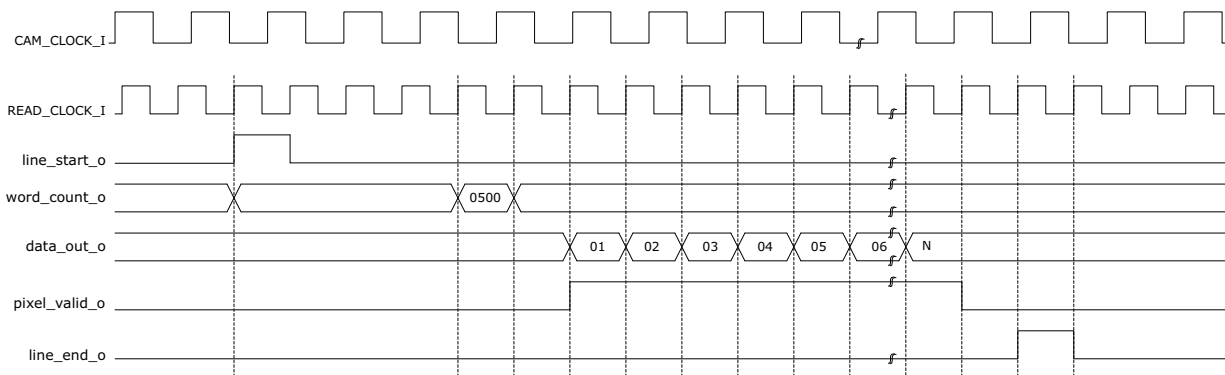 CAM_CLOCK_I
READ_CLOCK_I
line_start_o
word_count_o 0500
data_out_o 01 02 03 04 05 06 N
pixel_valid_o
line_end_o